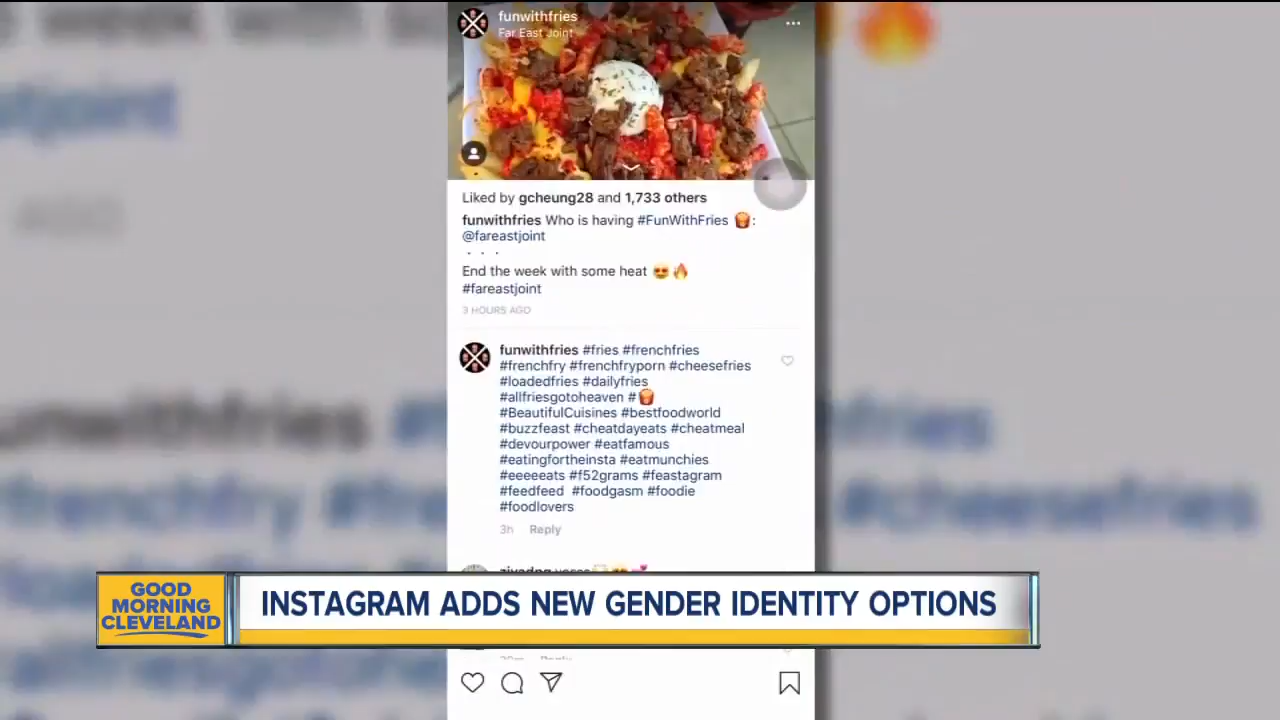 funwithfries
Far East Joint
Liked by gcheung28 and 1,733 others
funwithfries Who is having #FunWithFries 🍟:
@fareastjoint
. . .
End the week with some heat 😍🔥
#fareastjoint
3 HOURS AGO
funwithfries #fries #frenchfries
#frenchfry #frenchfryporn #cheesefries
#loadedfries #dailyfries
#allfriesgotoheaven #🍟
#BeautifulCuisines #bestfoodworld
#buzzfeast #cheatdayeats #cheatmeal
#devourpower #eatfamous
#eatingfortheinsta #eatmunchies
#eeeeeats #f52grams #feastagram
#feedfeed #foodgasm #foodie
#foodlovers
3h Reply
GOOD
MORNING
CLEVELAND
INSTAGRAM ADDS NEW GENDER IDENTITY OPTIONS